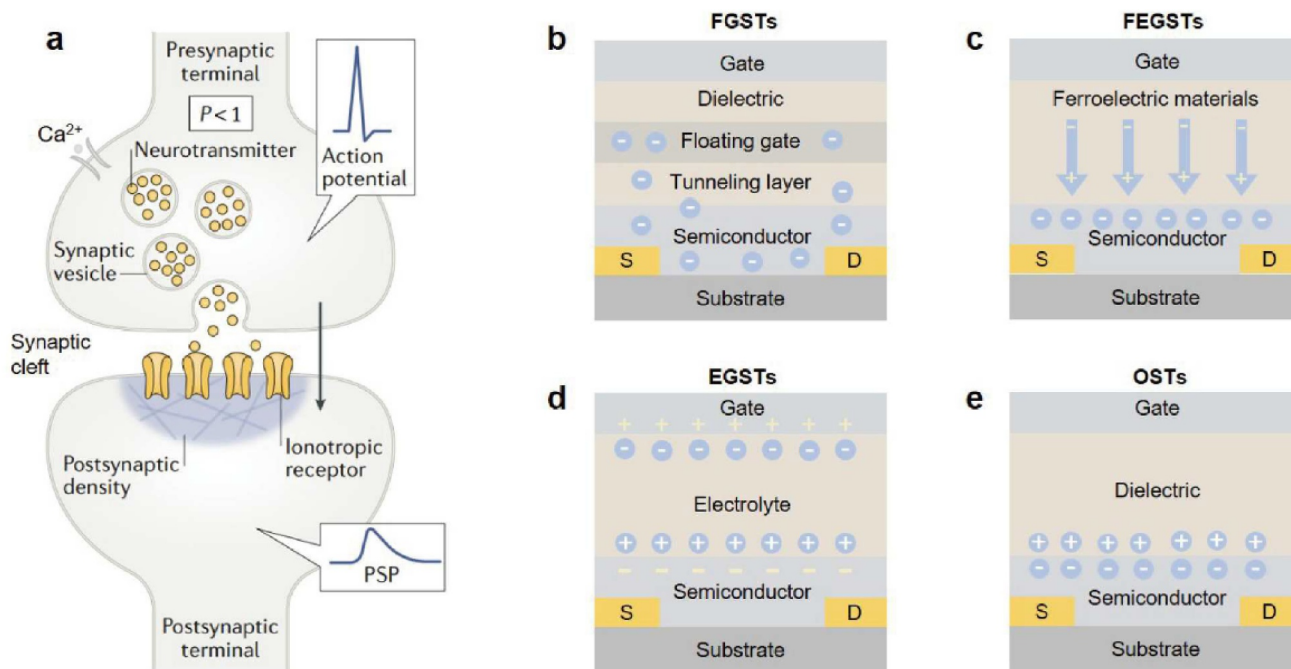 a
Presynaptic
terminal
P < 1
Ca2+
Neurotransmitter
Action
potential
Synaptic
vesicle
Synaptic
cleft
Postsynaptic
density
Ionotropic
receptor
PSP
Postsynaptic
terminal
b
FGSTs
Gate
Dielectric
- - Floating gate -
- Tunneling layer -
- - -
- Semiconductor -
S - - - D
Substrate
c
FEGSTs
Gate
Ferroelectric materials
- - - -
+ + + +
- - - - - - - -
Semiconductor
S D
Substrate
d
EGSTs
Gate
+ + + + + + +
- - - - - - -
Electrolyte
+ + + + + + +
- - - - - - -
Semiconductor
S D
Substrate
e
OSTs
Gate
Dielectric
+ + + + + + +
- - - - - - -
Semiconductor
S D
Substrate